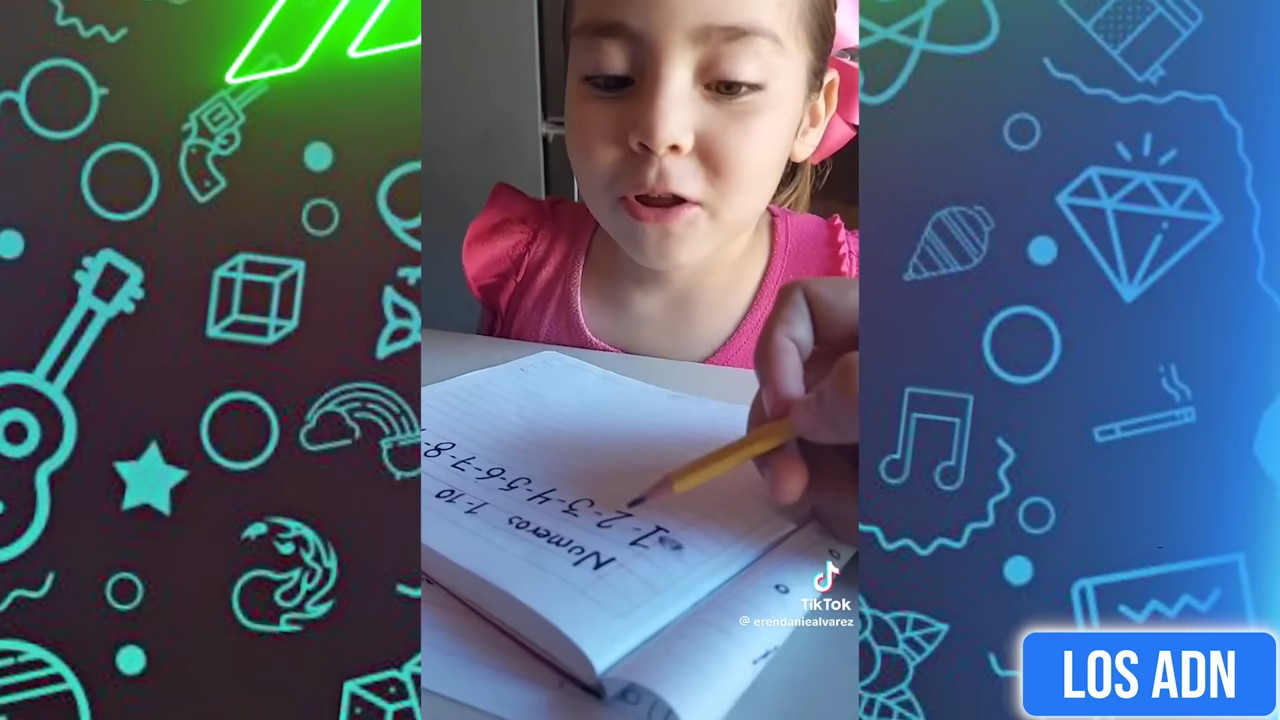 Numeros 1-10
1-2-3-4-5-6-7-8-
TikTok
@ erendaniealvarez
LOS ADN